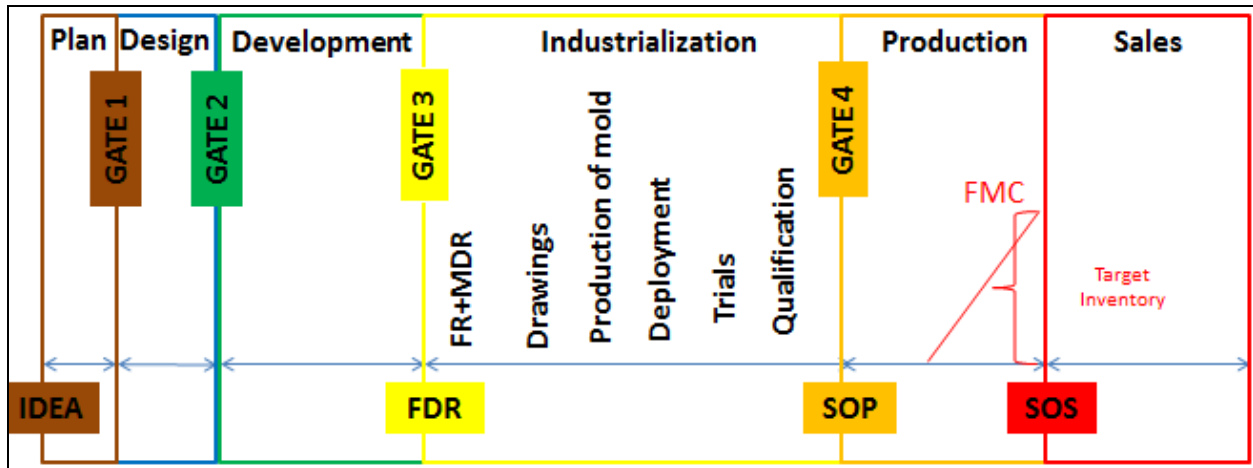 Plan
Design
Development
Industrialization
Production
Sales
GATE 1
GATE 2
GATE 3
GATE 4
FR+MDR
Drawings
Production of mold
Deployment
Trials
Qualification
FMC
Target
Inventory
IDEA
FDR
SOP
SOS